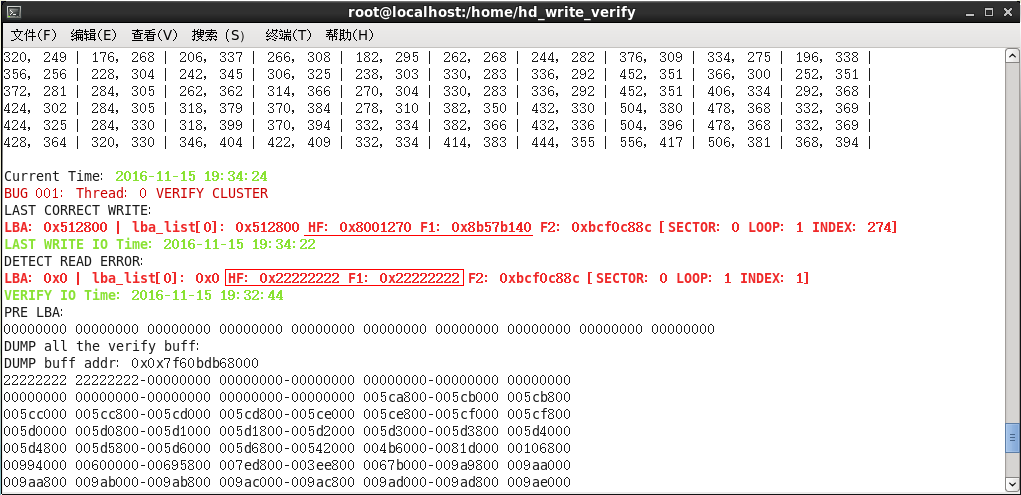 root@localhost:/home/hd_write_verify
文件(F) 编辑(E) 查看(V) 搜索 (S) 终端(T) 帮助(H)
320, 249 | 176, 268 | 206, 337 | 266, 308 | 182, 295 | 262, 268 | 244, 282 | 376, 309 | 334, 275 | 196, 338 |
356, 256 | 228, 304 | 242, 345 | 306, 325 | 238, 303 | 330, 283 | 336, 292 | 452, 351 | 366, 300 | 252, 351 |
372, 281 | 284, 305 | 262, 362 | 314, 366 | 270, 304 | 330, 283 | 336, 292 | 452, 351 | 406, 334 | 292, 368 |
424, 302 | 284, 305 | 318, 379 | 370, 384 | 278, 310 | 382, 350 | 432, 330 | 504, 380 | 478, 368 | 332, 369 |
424, 325 | 284, 330 | 318, 399 | 370, 394 | 332, 334 | 382, 366 | 432, 336 | 504, 396 | 478, 368 | 332, 369 |
428, 364 | 320, 330 | 346, 404 | 422, 409 | 332, 334 | 414, 383 | 444, 355 | 556, 417 | 506, 381 | 368, 394 |
Current Time: 2016-11-15 19:34:24
BUG 001: Thread: 0 VERIFY CLUSTER
LAST CORRECT WRITE:
LBA: 0x512800 | lba_list[0]: 0x512800 HF: 0x8001270 F1: 0x8b57b140 F2: 0xbcf0c88c [SECTOR: 0 LOOP: 1 INDEX: 274]
LAST WRITE IO Time: 2016-11-15 19:34:22
DETECT READ ERROR:
LBA: 0x0 | lba_list[0]: 0x0 HF: 0x22222222 F1: 0x22222222 F2: 0xbcf0c88c [SECTOR: 0 LOOP: 1 INDEX: 1]
VERIFY IO Time: 2016-11-15 19:32:44
PRE LBA:
00000000 00000000 00000000 00000000 00000000 00000000 00000000 00000000 00000000 00000000
DUMP all the verify buff:
DUMP buff addr: 0x0x7f60bdb68000
22222222 22222222-00000000 00000000-00000000 00000000-00000000 00000000
00000000 00000000-00000000 00000000-00000000 005ca800-005cb000 005cb800
005cc000 005cc800-005cd000 005cd800-005ce000 005ce800-005cf000 005cf800
005d0000 005d0800-005d1000 005d1800-005d2000 005d3000-005d3800 005d4000
005d4800 005d5800-005d6000 005d6800-00542000 004b6000-0081d000 00106800
00994000 00600000-00695800 007ed800-003ee800 0067b000-009a9800 009aa000
009aa800 009ab000-009ab800 009ac000-009ac800 009ad000-009ad800 009ae000